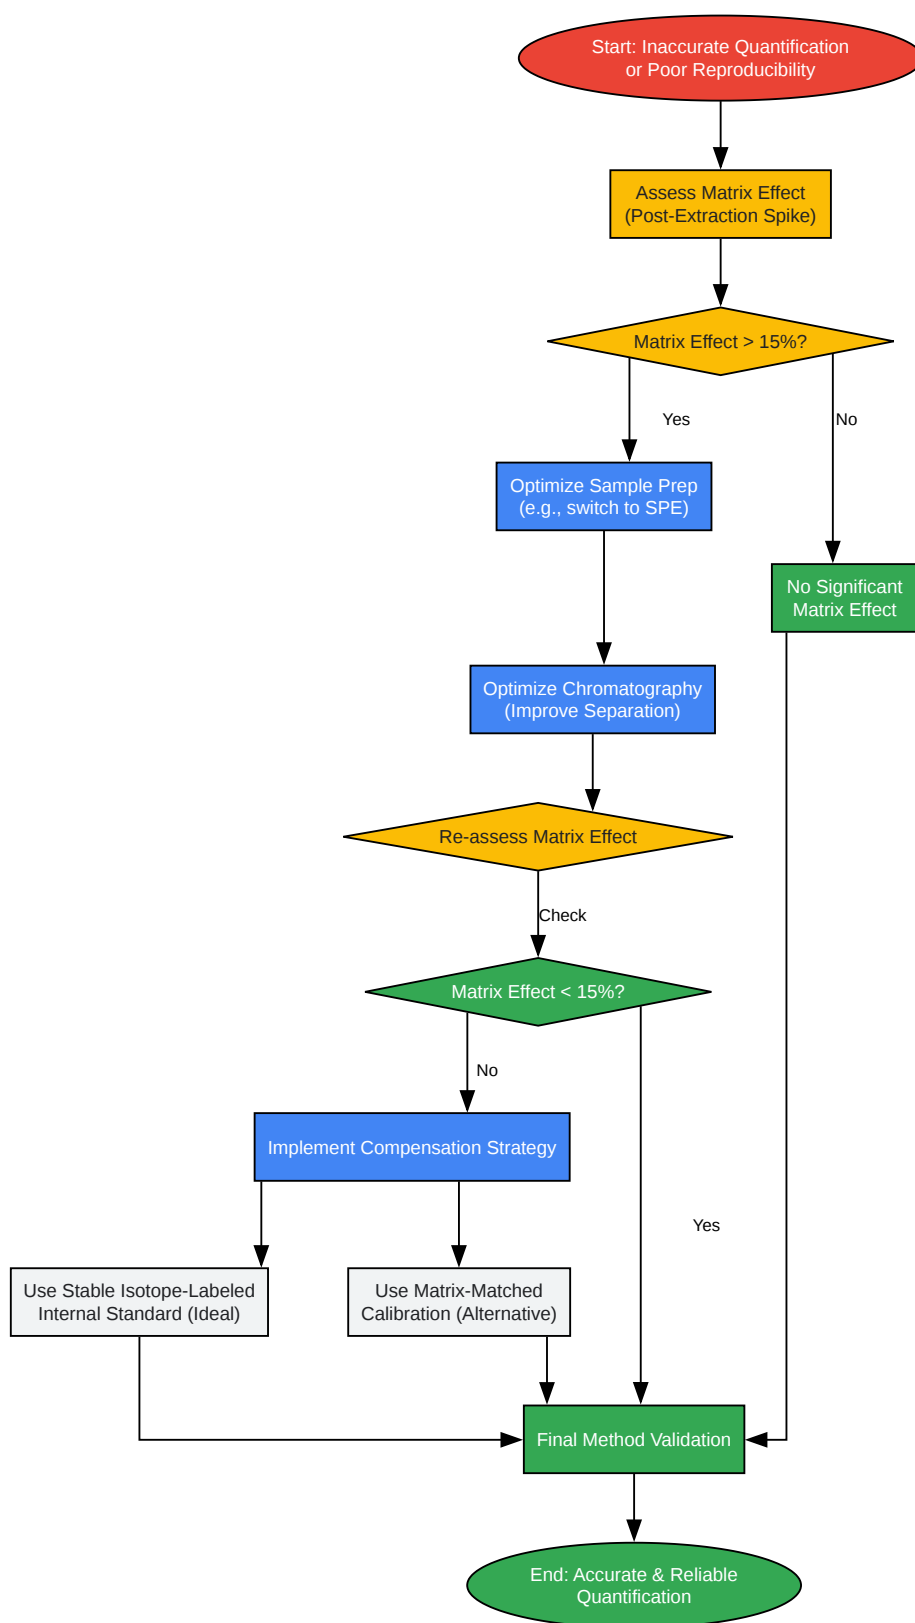 Start: Inaccurate Quantification
or Poor Reproducibility
Assess Matrix Effect
(Post-Extraction Spike)
Matrix Effect > 15%?
Yes
No
Optimize Sample Prep
(e.g., switch to SPE)
No Significant
Matrix Effect
Optimize Chromatography
(Improve Separation)
Re-assess Matrix Effect
Check
Matrix Effect < 15%?
No
Implement Compensation Strategy
Yes
Use Stable Isotope-Labeled
Internal Standard (Ideal)
Use Matrix-Matched
Calibration (Alternative)
Final Method Validation
End: Accurate & Reliable
Quantification